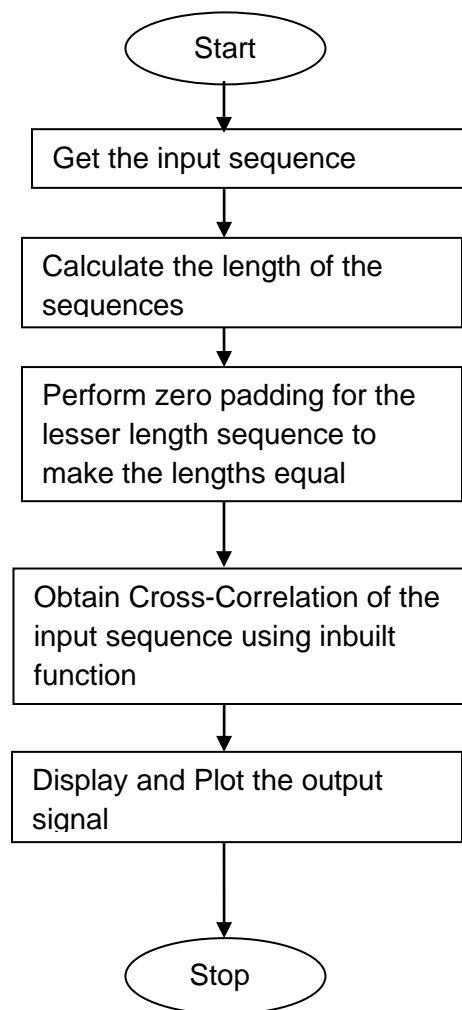 Start
Get the input sequence
Calculate the length of the
sequences
Perform zero padding for the
lesser length sequence to
make the lengths equal
Obtain Cross-Correlation of the
input sequence using inbuilt
function
Display and Plot the output
signal
Stop